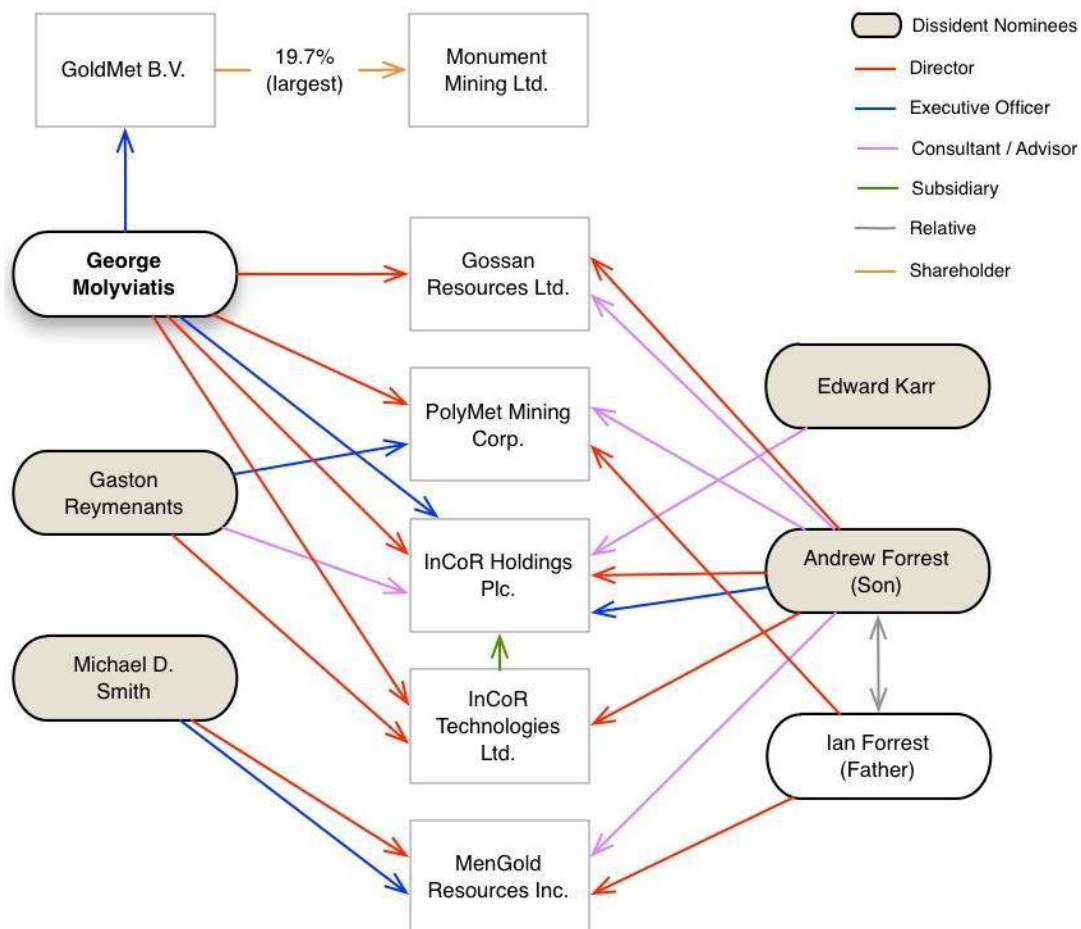 GoldMet B.V.
19.7%
(largest)
Monument
Mining Ltd.
Dissident Nominees
Director
Executive Officer
Consultant / Advisor
Subsidiary
Relative
Shareholder
George
Molyviatis
Gossan
Resources Ltd.
Edward Karr
PolyMet Mining
Corp.
Gaston
Reymenants
InCoR Holdings
Plc.
Andrew Forrest
(Son)
Michael D.
Smith
InCoR
Technologies
Ltd.
Ian Forrest
(Father)
MenGold
Resources Inc.